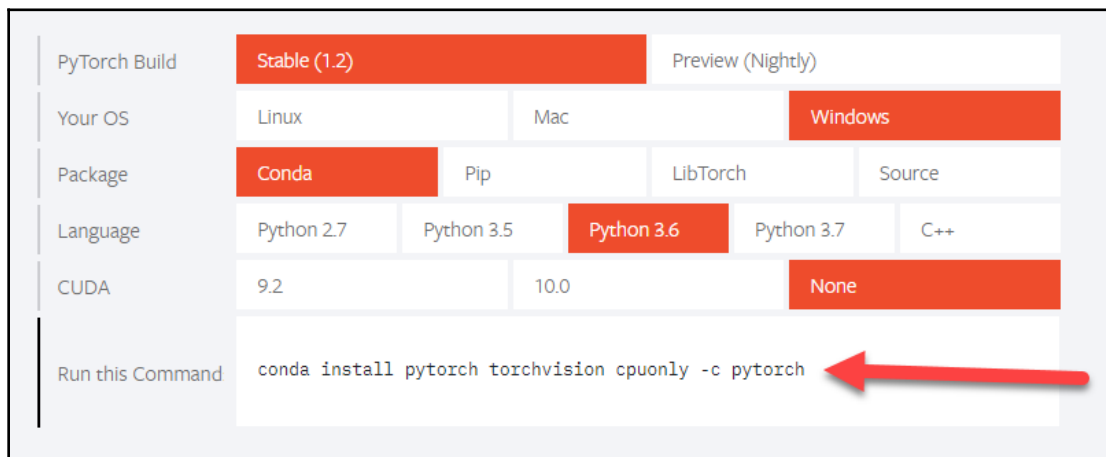 PyTorch Build Stable (1.2) Preview (Nightly)
Your OS Linux Mac Windows
Package Conda Pip LibTorch Source
Language Python 2.7 Python 3.5 Python 3.6 Python 3.7 C++
CUDA 9.2 10.0 None
Run this Command conda install pytorch torchvision cpuonly -c pytorch